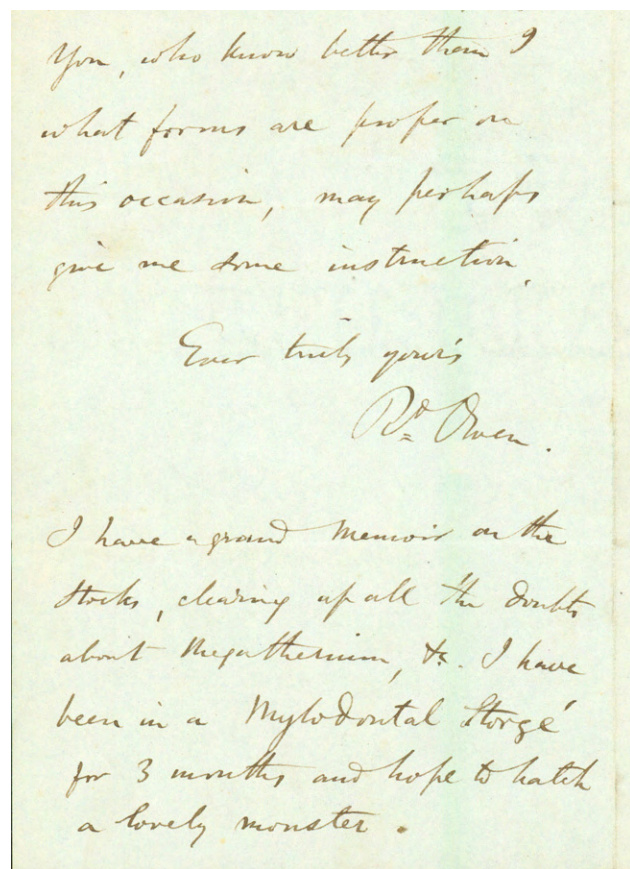 You, who know better than I
what forms are proper on
this occasion, may perhaps
give me some instruction.
Ever truly your's
Rd Owen.
I have a grand Memoir on the
stocks, clearing up all the doubts
about Megatherium, &c. I have
been in a Mylodontal Storgé
for 3 months and hope to hatch
a lovely monster.